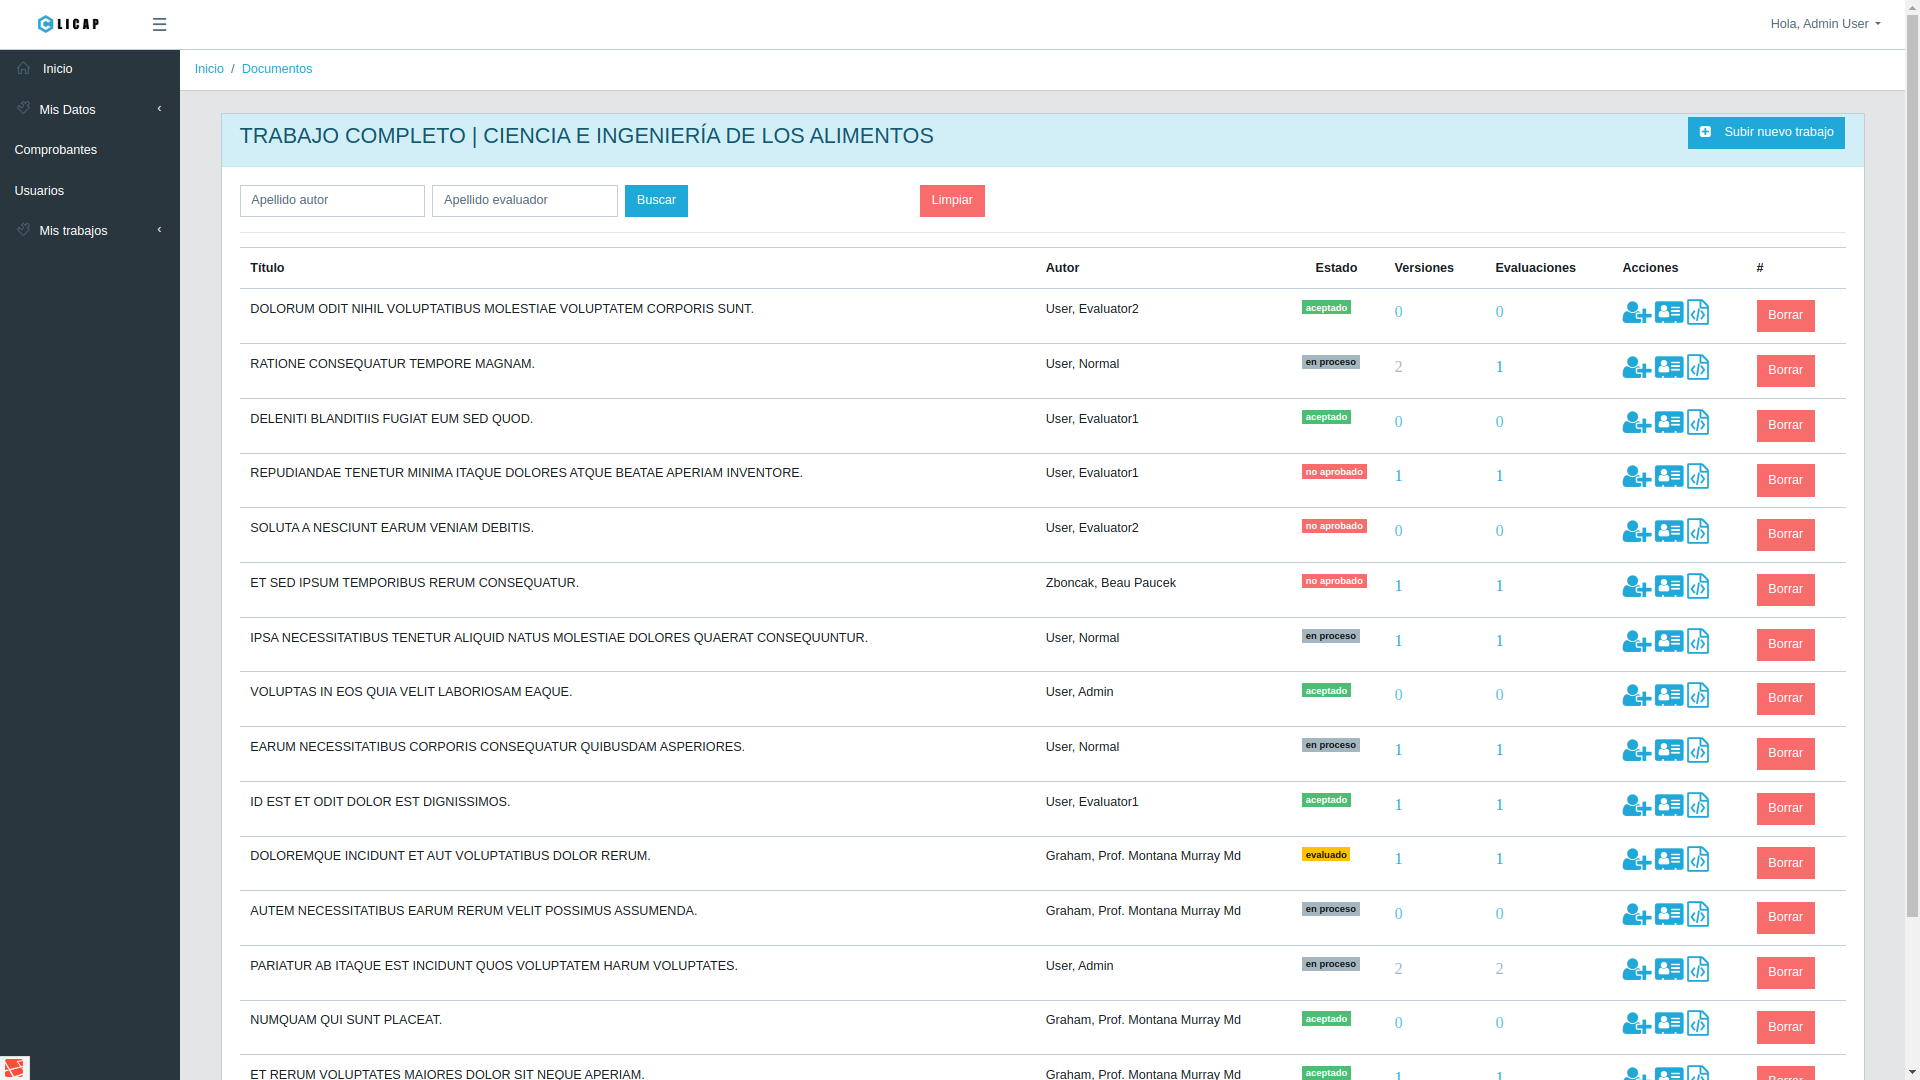 LICAP
Hola, Admin User
Inicio
Mis Datos
Comprobantes
Usuarios
Mis trabajos
Inicio / Documentos
TRABAJO COMPLETO | CIENCIA E INGENIERÍA DE LOS ALIMENTOS
Subir nuevo trabajo
Apellido autor Apellido evaluador Buscar Limpiar
Título Autor Estado Versiones Evaluaciones Acciones #
DOLORUM ODIT NIHIL VOLUPTATIBUS MOLESTIAE VOLUPTATEM CORPORIS SUNT. User, Evaluator2 aceptado 0 0 Borrar
RATIONE CONSEQUATUR TEMPORE MAGNAM. User, Normal en proceso 2 1 Borrar
DELENITI BLANDITIIS FUGIAT EUM SED QUOD. User, Evaluator1 aceptado 0 0 Borrar
REPUDIANDAE TENETUR MINIMA ITAQUE DOLORES ATQUE BEATAE APERIAM INVENTORE. User, Evaluator1 no aprobado 1 1 Borrar
SOLUTA A NESCIUNT EARUM VENIAM DEBITIS. User, Evaluator2 no aprobado 0 0 Borrar
ET SED IPSUM TEMPORIBUS RERUM CONSEQUATUR. Zboncak, Beau Paucek no aprobado 1 1 Borrar
IPSA NECESSITATIBUS TENETUR ALIQUID NATUS MOLESTIAE DOLORES QUAERAT CONSEQUUNTUR. User, Normal en proceso 1 1 Borrar
VOLUPTAS IN EOS QUIA VELIT LABORIOSAM EAQUE. User, Admin aceptado 0 0 Borrar
EARUM NECESSITATIBUS CORPORIS CONSEQUATUR QUIBUSDAM ASPERIORES. User, Normal en proceso 1 1 Borrar
ID EST ET ODIT DOLOR EST DIGNISSIMOS. User, Evaluator1 aceptado 1 1 Borrar
DOLOREMQUE INCIDUNT ET AUT VOLUPTATIBUS DOLOR RERUM. Graham, Prof. Montana Murray Md evaluado 1 1 Borrar
AUTEM NECESSITATIBUS EARUM RERUM VELIT POSSIMUS ASSUMENDA. Graham, Prof. Montana Murray Md en proceso 0 0 Borrar
PARIATUR AB ITAQUE EST INCIDUNT QUOS VOLUPTATEM HARUM VOLUPTATES. User, Admin en proceso 2 2 Borrar
NUMQUAM QUI SUNT PLACEAT. Graham, Prof. Montana Murray Md aceptado 0 0 Borrar
ET RERUM VOLUPTATES MAIORES DOLOR SIT NEQUE APERIAM. Graham, Prof. Montana Murray Md aceptado 1 1 Borrar